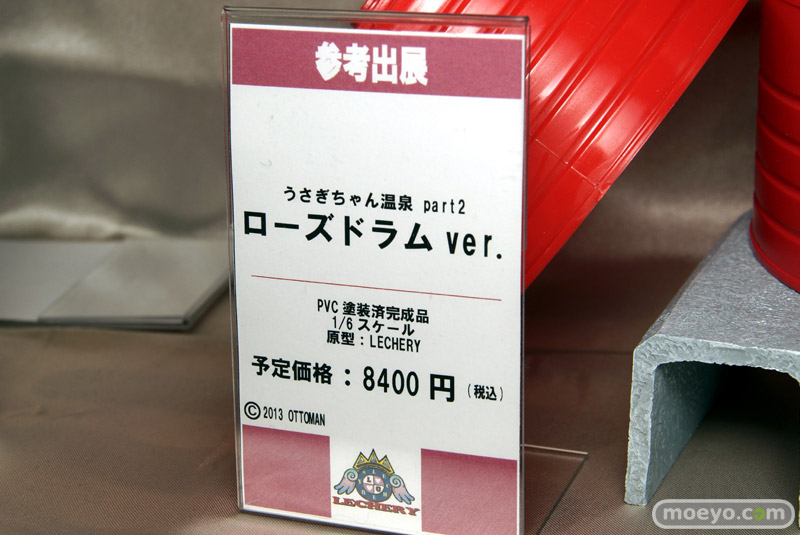 参考出展
うさぎちゃん温泉 part2
ローズドラム ver.
PVC 塗装済完成品
1/6 スケール
原型：LECHERY
予定価格：8400 円（税込）
©2013 OTTOMAN
LECHERY
moeyo.com